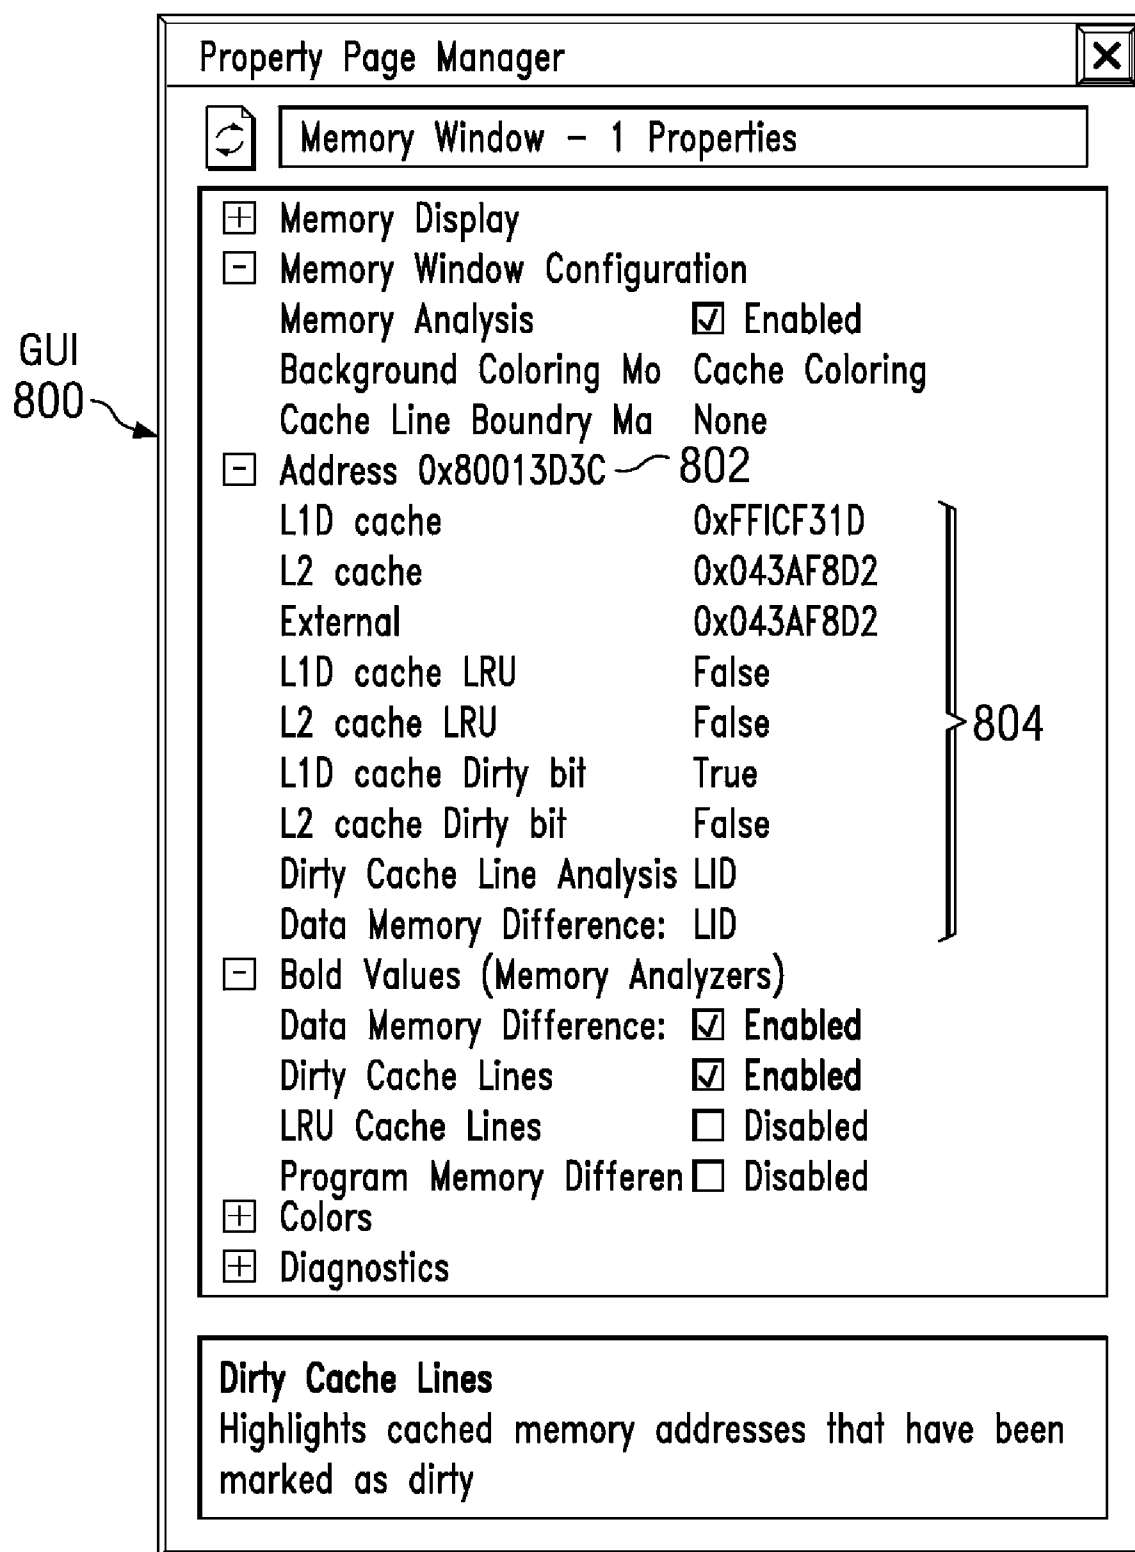 Property Page Manager
Memory Window - 1 Properties
Memory Display
Memory Window Configuration
Memory Analysis Enabled
Background Coloring Mo Cache Coloring
Cache Line Boundry Ma None
GUI
800
Address 0x80013D3C 802
L1D cache 0xFFICF31D
L2 cache 0x043AF8D2
External 0x043AF8D2
L1D cache LRU False
L2 cache LRU False
804
L1D cache Dirty bit True
L2 cache Dirty bit False
Dirty Cache Line Analysis LID
Data Memory Difference: LID
Bold Values (Memory Analyzers)
Data Memory Difference: Enabled
Dirty Cache Lines Enabled
LRU Cache Lines Disabled
Program Memory Differen Disabled
Colors
Diagnostics
Dirty Cache Lines
Highlights cached memory addresses that have been
marked as dirty